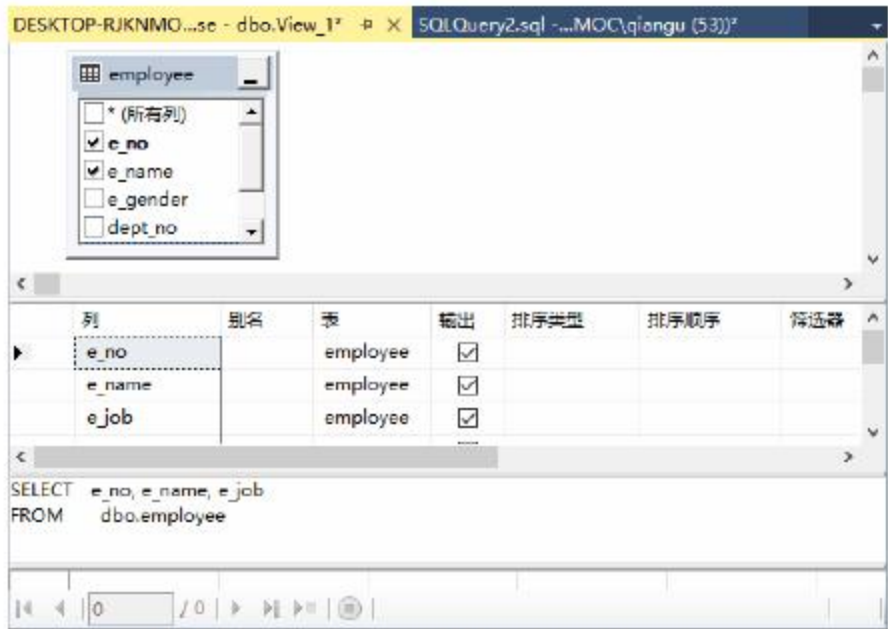 DESKTOP-RJKNMO...se - dbo.View_1* SQLQuery2.sql -...MOC\qiangu (53))*
employee
* (所有列)
e_no
e_name
e_gender
dept_no
列 别名 表 输出 排序类型 排序顺序 筛选器
e_no employee
e_name employee
e_job employee
SELECT e_no, e_name, e_job
FROM dbo.employee
0 / 0